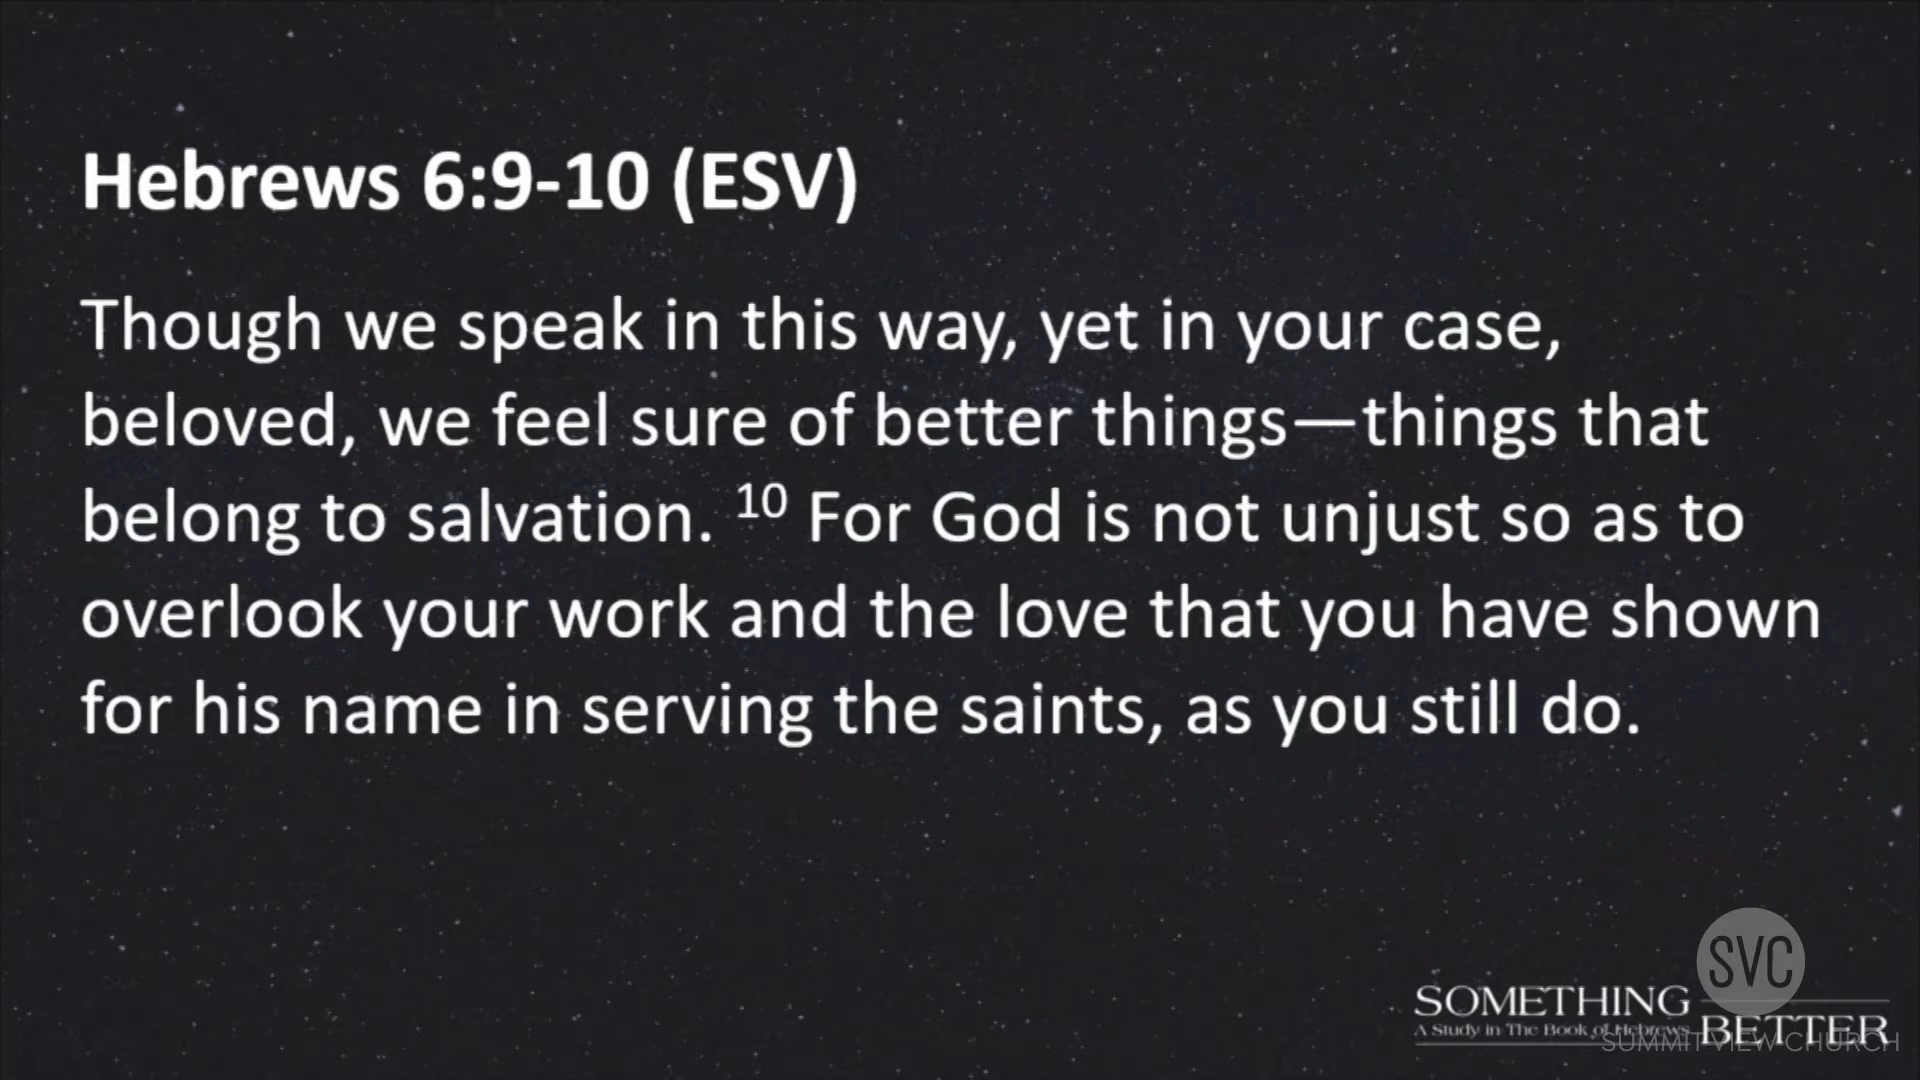 Hebrews 6:9-10 (ESV)
Though we speak in this way, yet in your case,
beloved, we feel sure of better things—things that
belong to salvation. ¹⁰ For God is not unjust so as to
overlook your work and the love that you have shown
for his name in serving the saints, as you still do.
SVC
SOMETHING
A Study in The Book of Hebrews
BETTER
SUMMIT VIEW CHURCH